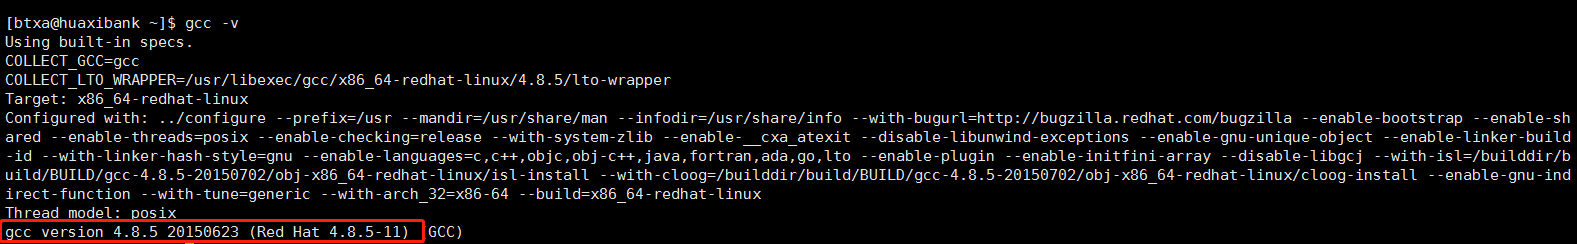 [btxa@huaxibank ~]$ gcc -v
Using built-in specs.
COLLECT_GCC=gcc
COLLECT_LTO_WRAPPER=/usr/libexec/gcc/x86_64-redhat-linux/4.8.5/lto-wrapper
Target: x86_64-redhat-linux
Configured with: ../configure --prefix=/usr --mandir=/usr/share/man --infodir=/usr/share/info --with-bugurl=http://bugzilla.redhat.com/bugzilla --enable-bootstrap --enable-sh
ared --enable-threads=posix --enable-checking=release --with-system-zlib --enable-__cxa_atexit --disable-libunwind-exceptions --enable-gnu-unique-object --enable-linker-build
-id --with-linker-hash-style=gnu --enable-languages=c,c++,objc,obj-c++,java,fortran,ada,go,lto --enable-plugin --enable-initfini-array --disable-libgcj --with-isl=/builddir/b
uild/BUILD/gcc-4.8.5-20150702/obj-x86_64-redhat-linux/isl-install --with-cloog=/builddir/build/BUILD/gcc-4.8.5-20150702/obj-x86_64-redhat-linux/cloog-install --enable-gnu-ind
irect-function --with-tune=generic --with-arch_32=x86-64 --build=x86_64-redhat-linux
Thread model: posix
gcc version 4.8.5 20150623 (Red Hat 4.8.5-11) (GCC)